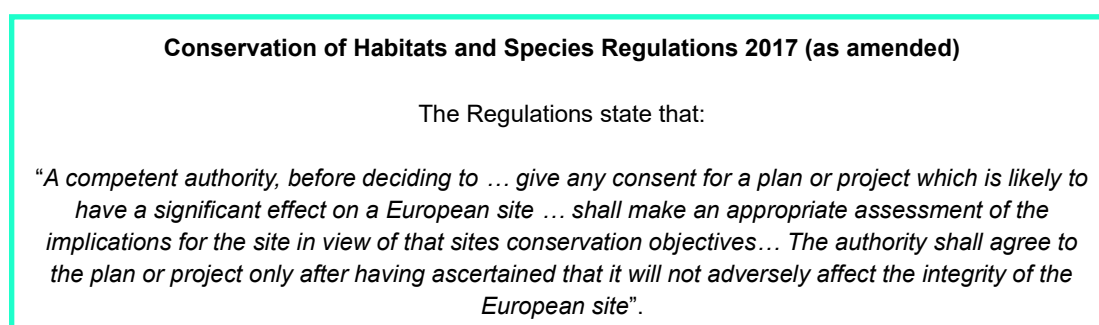 Conservation of Habitats and Species Regulations 2017 (as amended)
The Regulations state that:
“A competent authority, before deciding to … give any consent for a plan or project which is likely to
have a significant effect on a European site … shall make an appropriate assessment of the
implications for the site in view of that sites conservation objectives… The authority shall agree to
the plan or project only after having ascertained that it will not adversely affect the integrity of the
European site”.